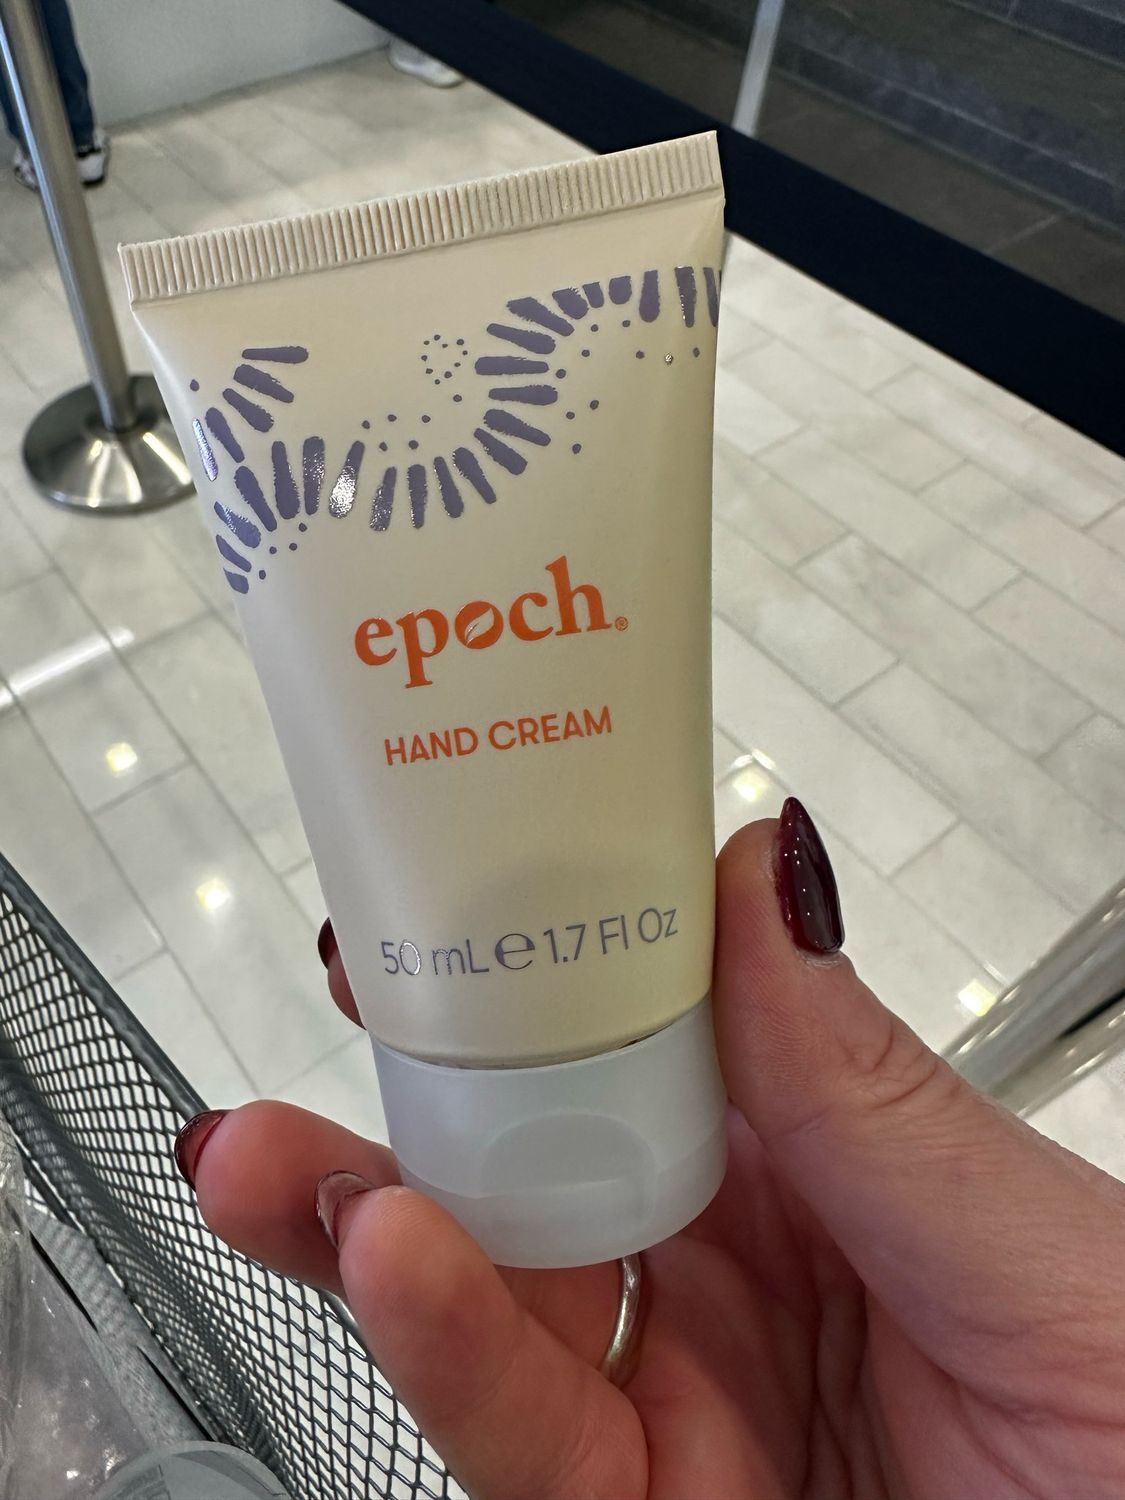 epoch®
HAND CREAM
50 mL ℮ 1.7 Fl Oz